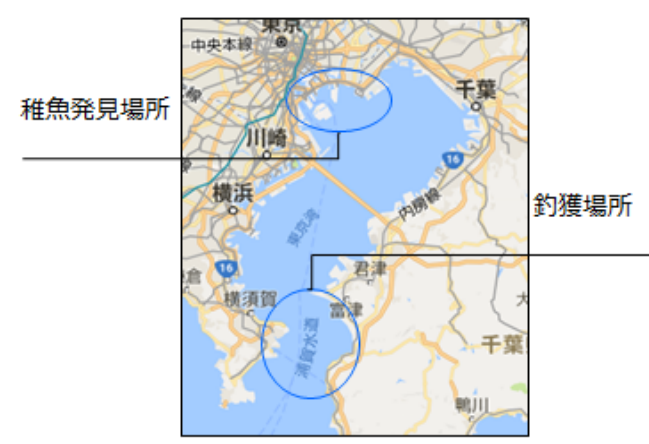 東京
中央本線
千葉
稚魚発見場所
川崎
16
横浜
内房線
釣獲場所
東京湾
16
君津
倉
横須賀
富津
大
浦賀水道
千葉
鴨川